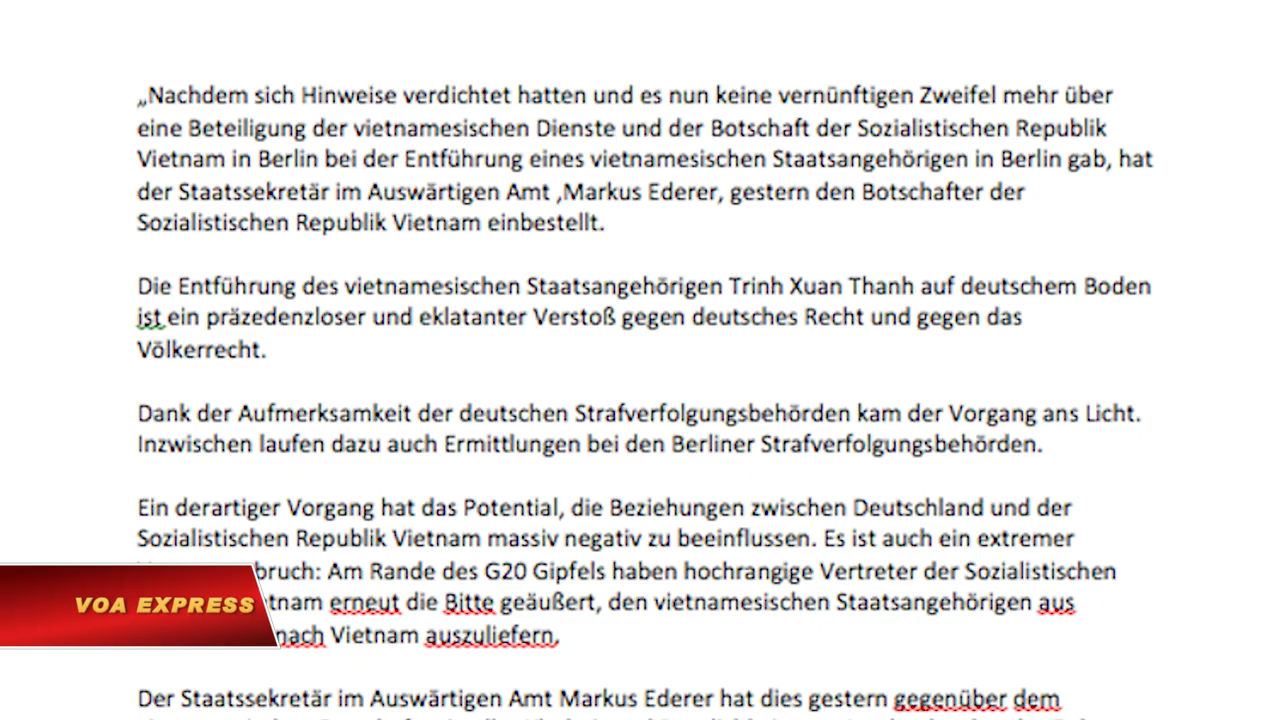 „Nachdem sich Hinweise verdichtet hatten und es nun keine vernünftigen Zweifel mehr über
eine Beteiligung der vietnamesischen Dienste und der Botschaft der Sozialistischen Republik
Vietnam in Berlin bei der Entführung eines vietnamesischen Staatsangehörigen in Berlin gab, hat
der Staatssekretär im Auswärtigen Amt ,Markus Ederer, gestern den Botschafter der
Sozialistischen Republik Vietnam einbestellt.
Die Entführung des vietnamesischen Staatsangehörigen Trinh Xuan Thanh auf deutschem Boden
ist ein präzedenzloser und eklatanter Verstoß gegen deutsches Recht und gegen das
Völkerrecht.
Dank der Aufmerksamkeit der deutschen Strafverfolgungsbehörden kam der Vorgang ans Licht.
Inzwischen laufen dazu auch Ermittlungen bei den Berliner Strafverfolgungsbehörden.
Ein derartiger Vorgang hat das Potential, die Beziehungen zwischen Deutschland und der
Sozialistischen Republik Vietnam massiv negativ zu beeinflussen. Es ist auch ein extremer
bruch: Am Rande des G20 Gipfels haben hochrangige Vertreter der Sozialistischen
tnam erneut die Bitte geäußert, den vietnamesischen Staatsangehörigen aus
nach Vietnam auszuliefern.
VOA EXPRESS
Der Staatssekretär im Auswärtigen Amt Markus Ederer hat dies gestern gegenüber dem